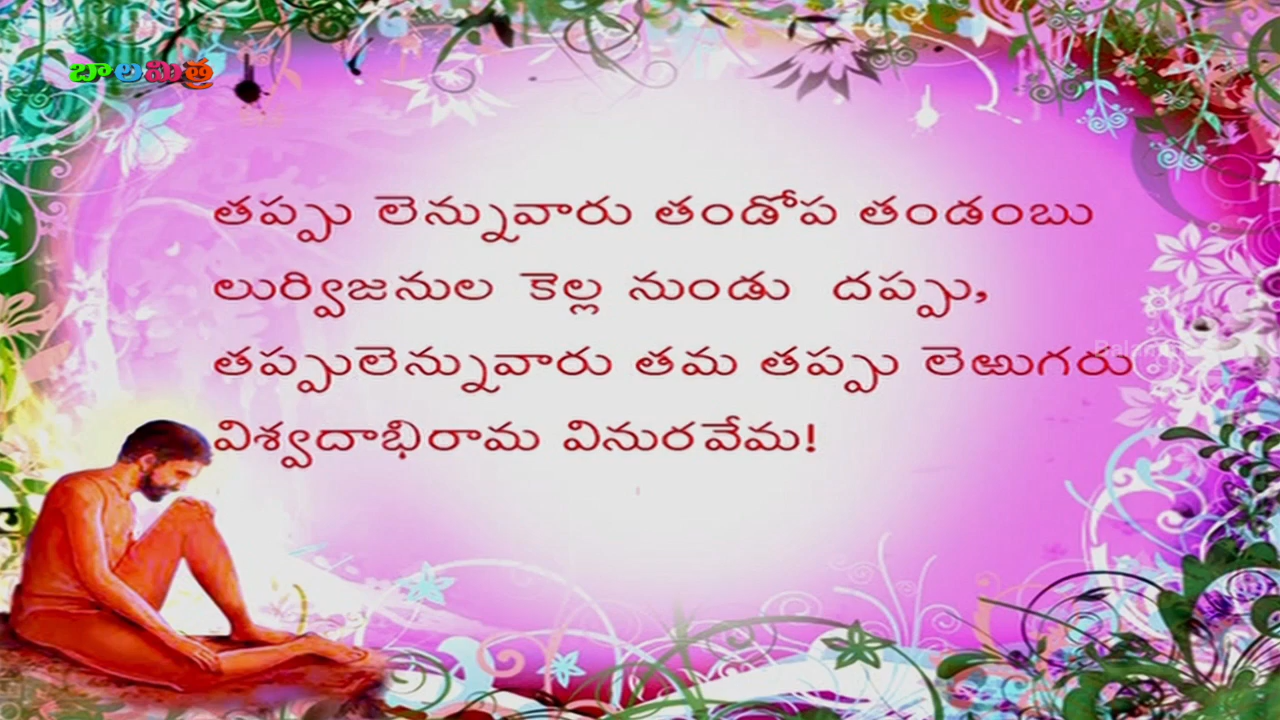 బాలమిత్ర
తప్పు లెన్నువారు తండోప తండంబు
లుర్విజనుల కెల్ల నుండు దప్పు,
తప్పులెన్నువారు తమ తప్పు లెఱుగరు
విశ్వదాభిరామ వినురవేమ!